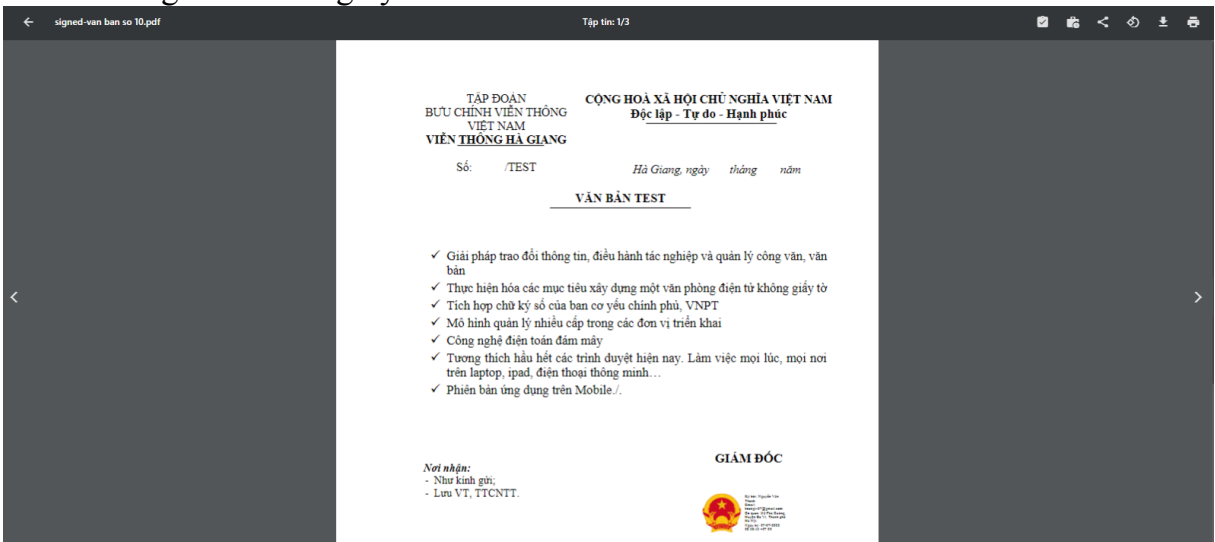 signed-van ban so 10.pdf
Tập tin: 1/3
TẬP ĐOÀN
BƯU CHÍNH VIỄN THÔNG
VIỆT NAM
VIỄN THÔNG HÀ GIANG
CỘNG HOÀ XÃ HỘI CHỦ NGHĨA VIỆT NAM
Độc lập - Tự do - Hạnh phúc
Số: /TEST
Hà Giang, ngày tháng năm
VĂN BẢN TEST
✓ Giải pháp trao đổi thông tin, điều hành tác nghiệp và quản lý công văn, văn
bản
✓ Thực hiện hóa các mục tiêu xây dựng một văn phòng điện tử không giấy tờ
✓ Tích hợp chữ ký số của ban cơ yếu chính phủ, VNPT
✓ Mô hình quản lý nhiều cấp trong các đơn vị triển khai
✓ Công nghệ điện toán đám mây
✓ Tương thích hầu hết các trình duyệt hiện nay. Làm việc mọi lúc, mọi nơi
trên laptop, ipad, điện thoại thông minh…
✓ Phiên bản ứng dụng trên Mobile./.
GIÁM ĐỐC
Nơi nhận:
- Như kính gửi;
- Lưu VT, TTCNTT.